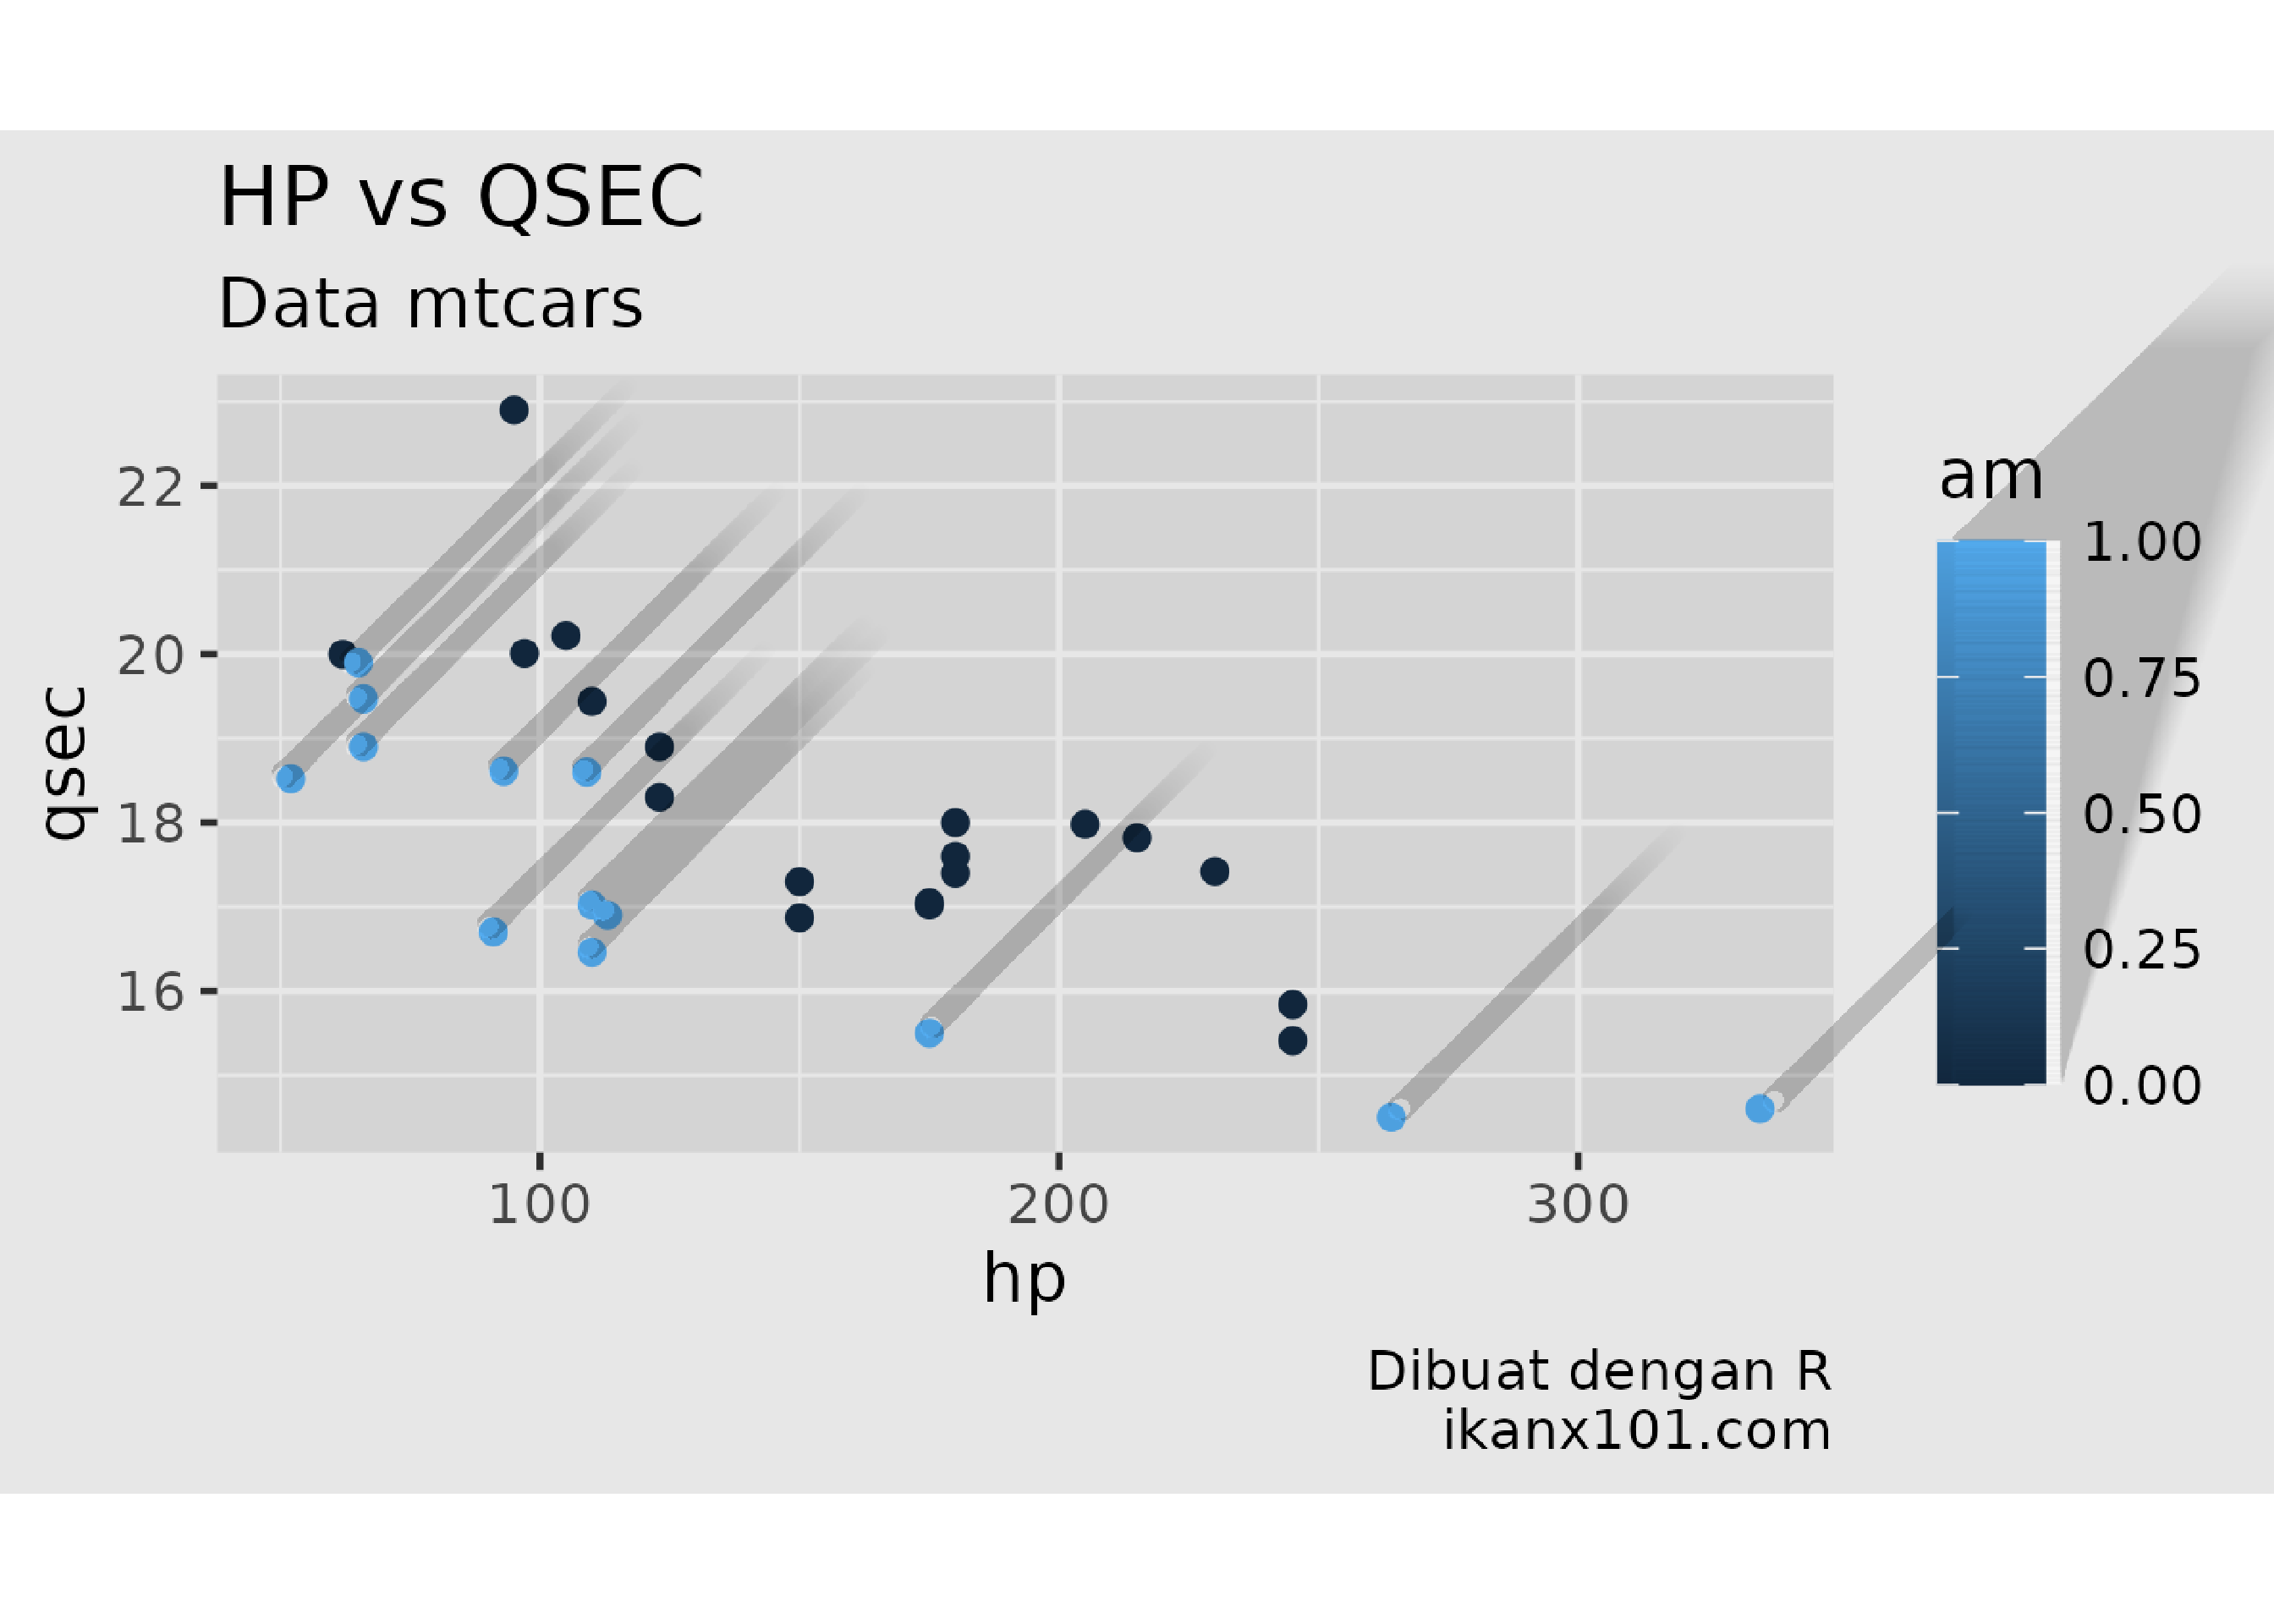 HP vs QSEC
Data mtcars
qsec
22
20
18
16
100 200 300
hp
am
1.00
0.75
0.50
0.25
0.00
Dibuat dengan R
ikanx101.com